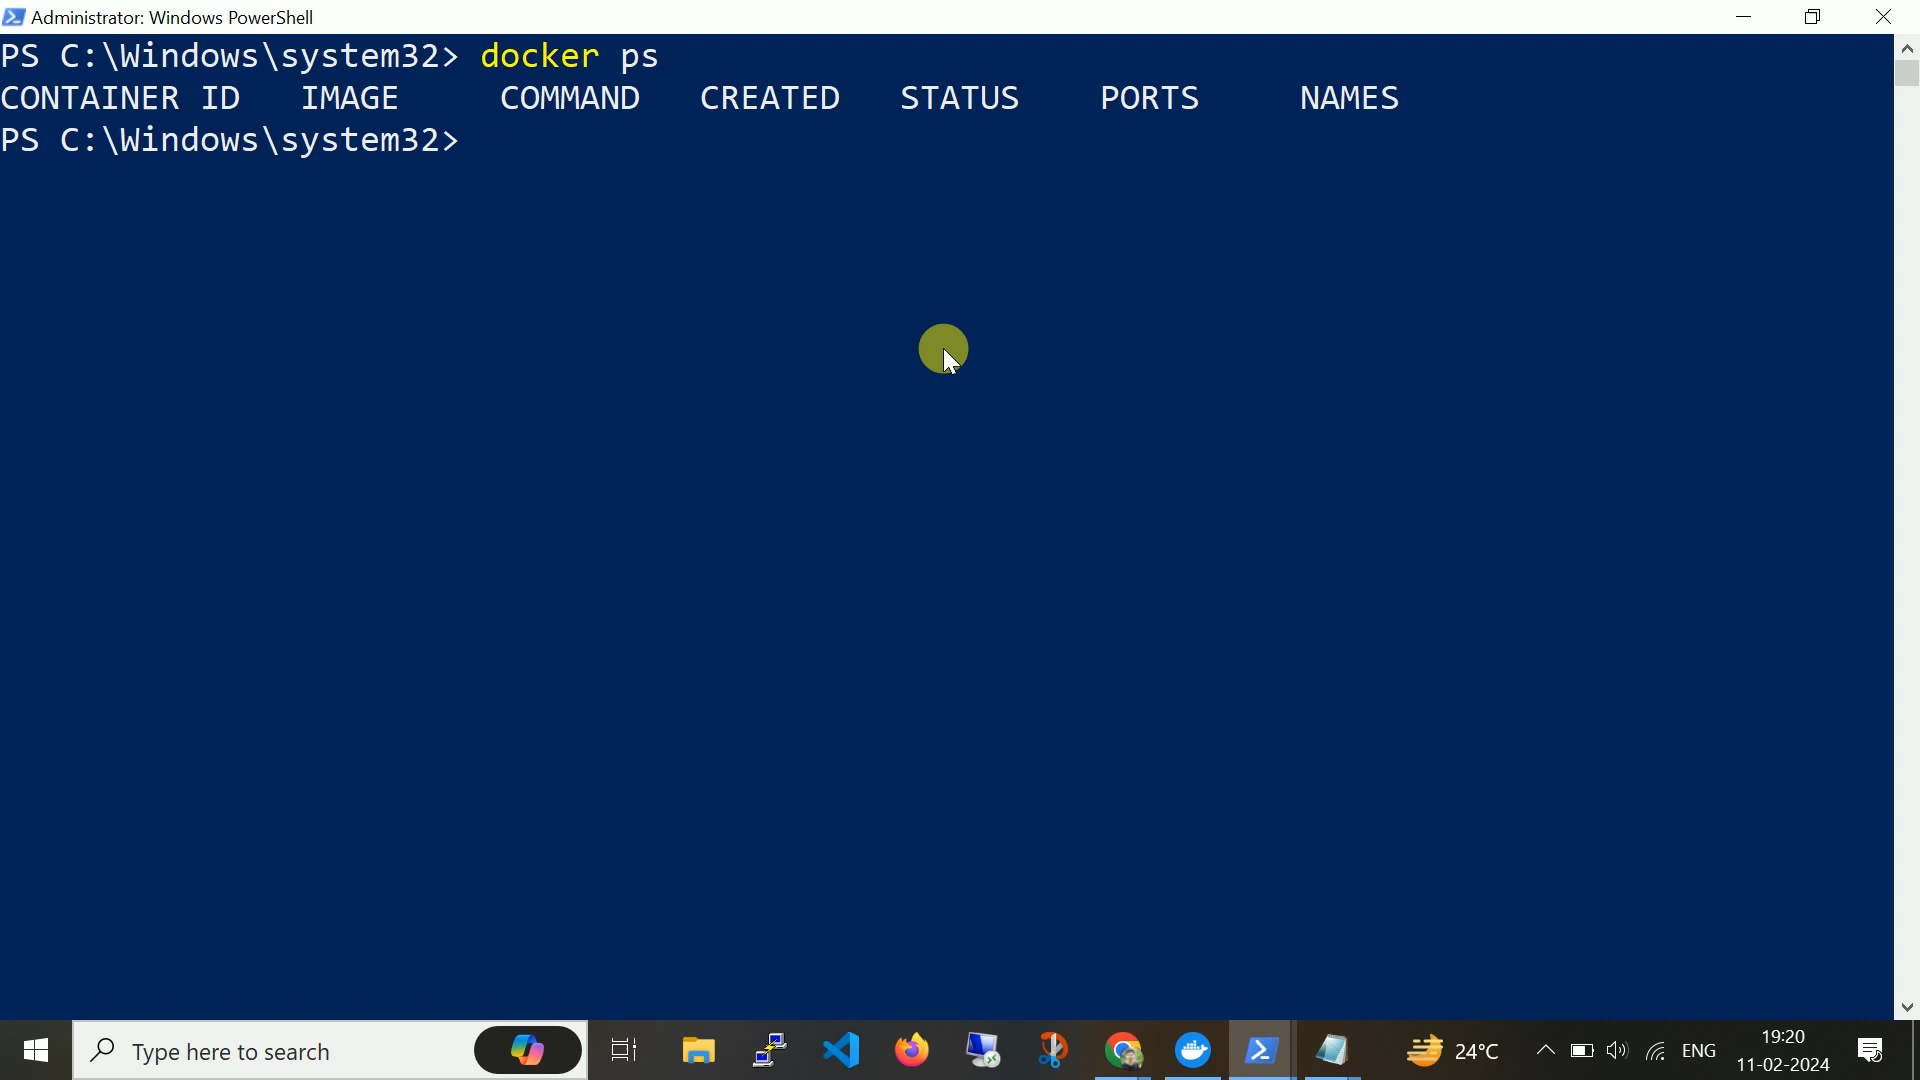 Administrator: Windows PowerShell
PS C:\Windows\system32> docker ps
CONTAINER ID   IMAGE     COMMAND   CREATED   STATUS    PORTS     NAMES
PS C:\Windows\system32>
Type here to search
24°C
ENG
19:20
11-02-2024